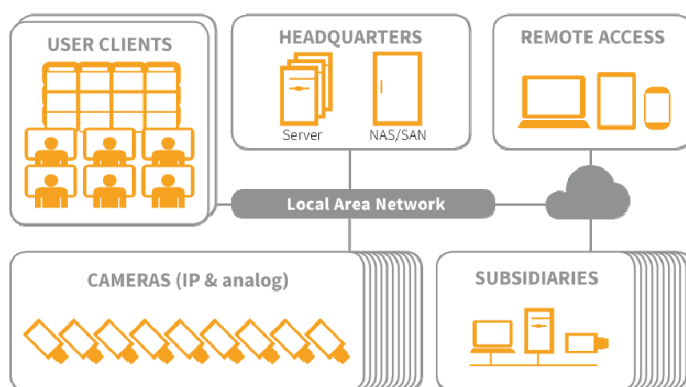 USER CLIENTS
HEADQUARTERS
Server
NAS/SAN
REMOTE ACCESS
Local Area Network
CAMERAS (IP & analog)
SUBSIDIARIES